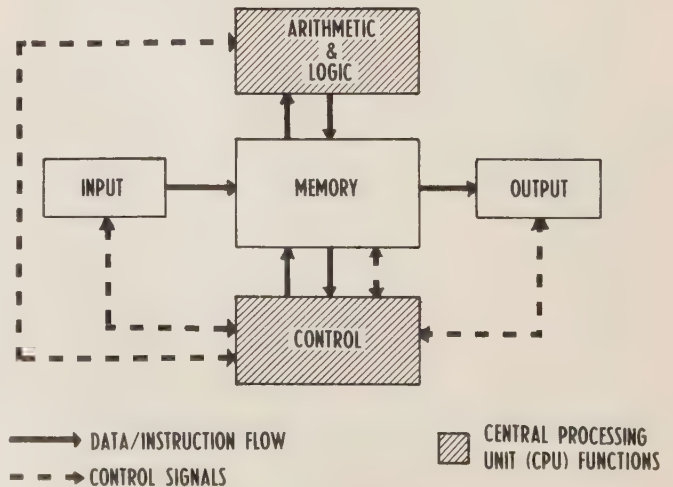 ARITHMETIC
&
LOGIC
INPUT
MEMORY
OUTPUT
CONTROL
DATA/INSTRUCTION FLOW
CONTROL SIGNALS
CENTRAL PROCESSING
UNIT (CPU) FUNCTIONS